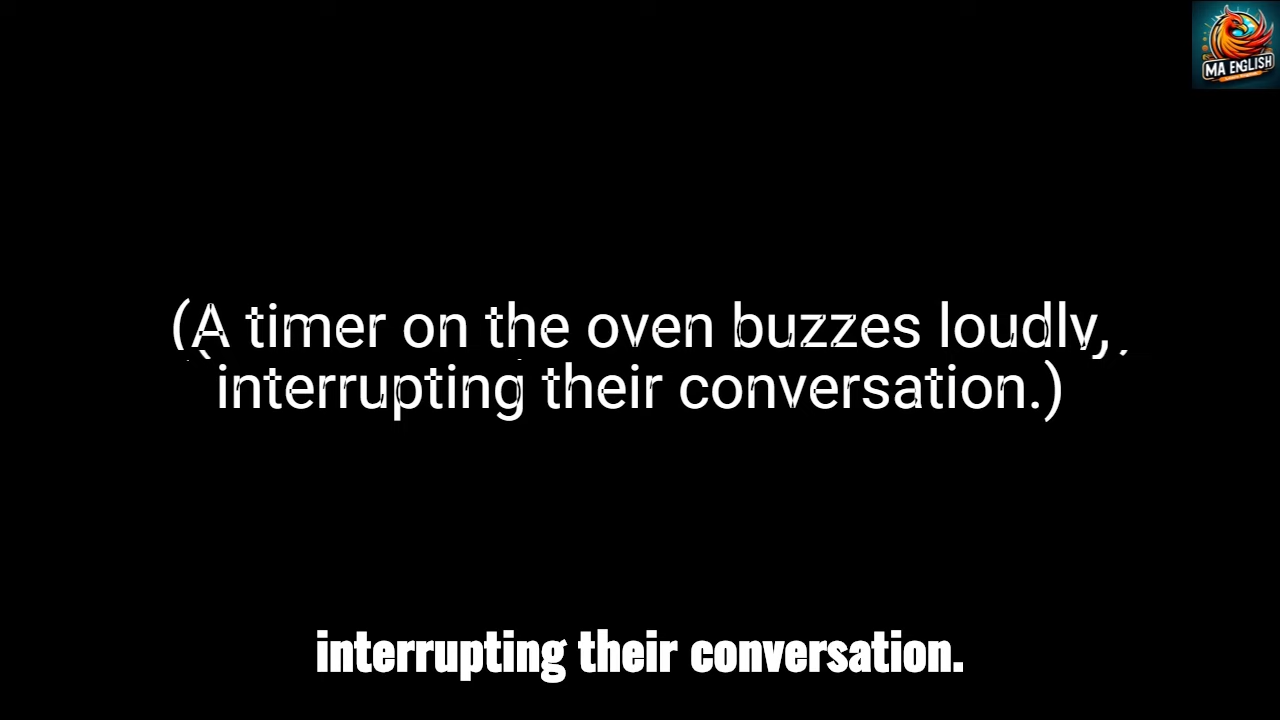 MA ENGLISH
(A timer on the oven buzzes loudly,
interrupting their conversation.)
interrupting their conversation.